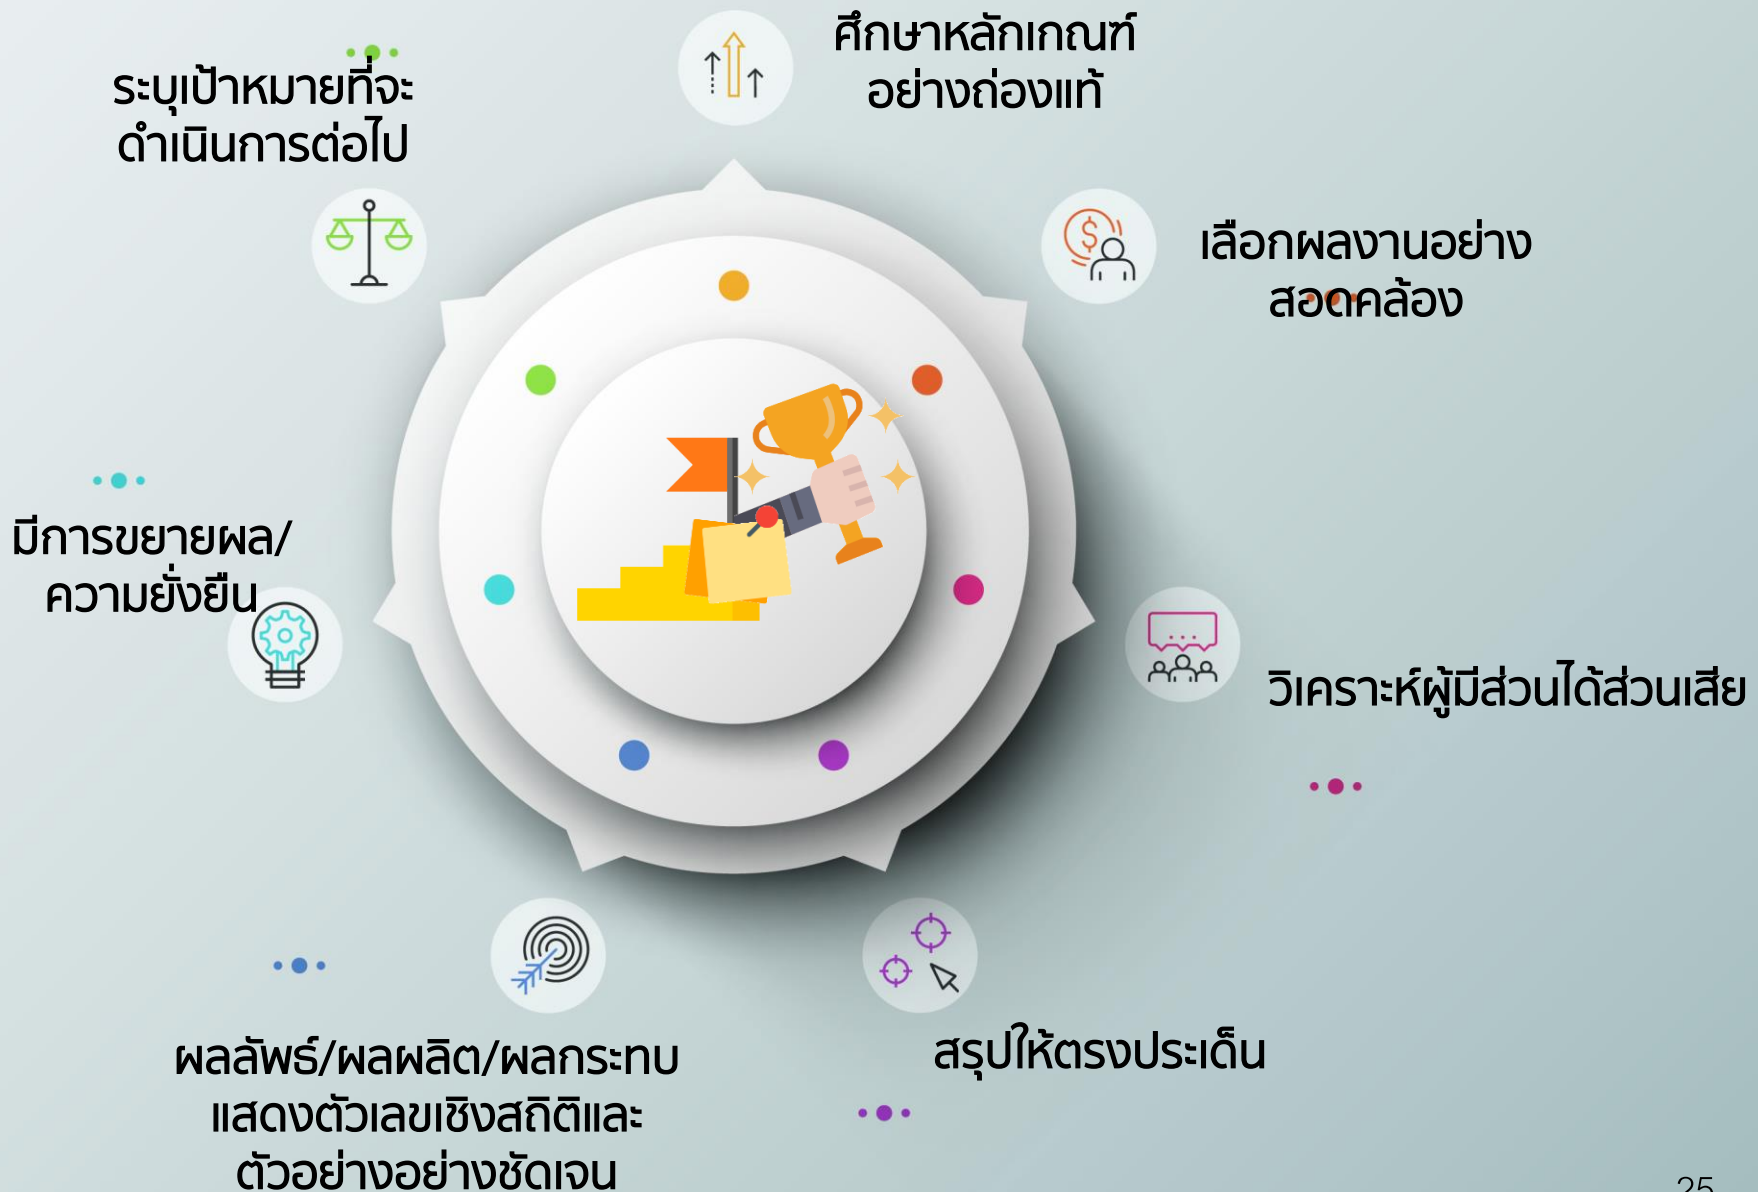 ศึกษาหลักเกณฑ์
อย่างถ่องแท้
เลือกผลงานอย่าง
สอดคล้อง
วิเคราะห์ผู้มีส่วนได้ส่วนเสีย
สรุปให้ตรงประเด็น
ผลลัพธ์/ผลผลิต/ผลกระทบ
แสดงตัวเลขเชิงสถิติและ
ตัวอย่างอย่างชัดเจน
มีการขยายผล/
ความยั่งยืน
ระบุเป้าหมายที่จะ
ดำเนินการต่อไป
25